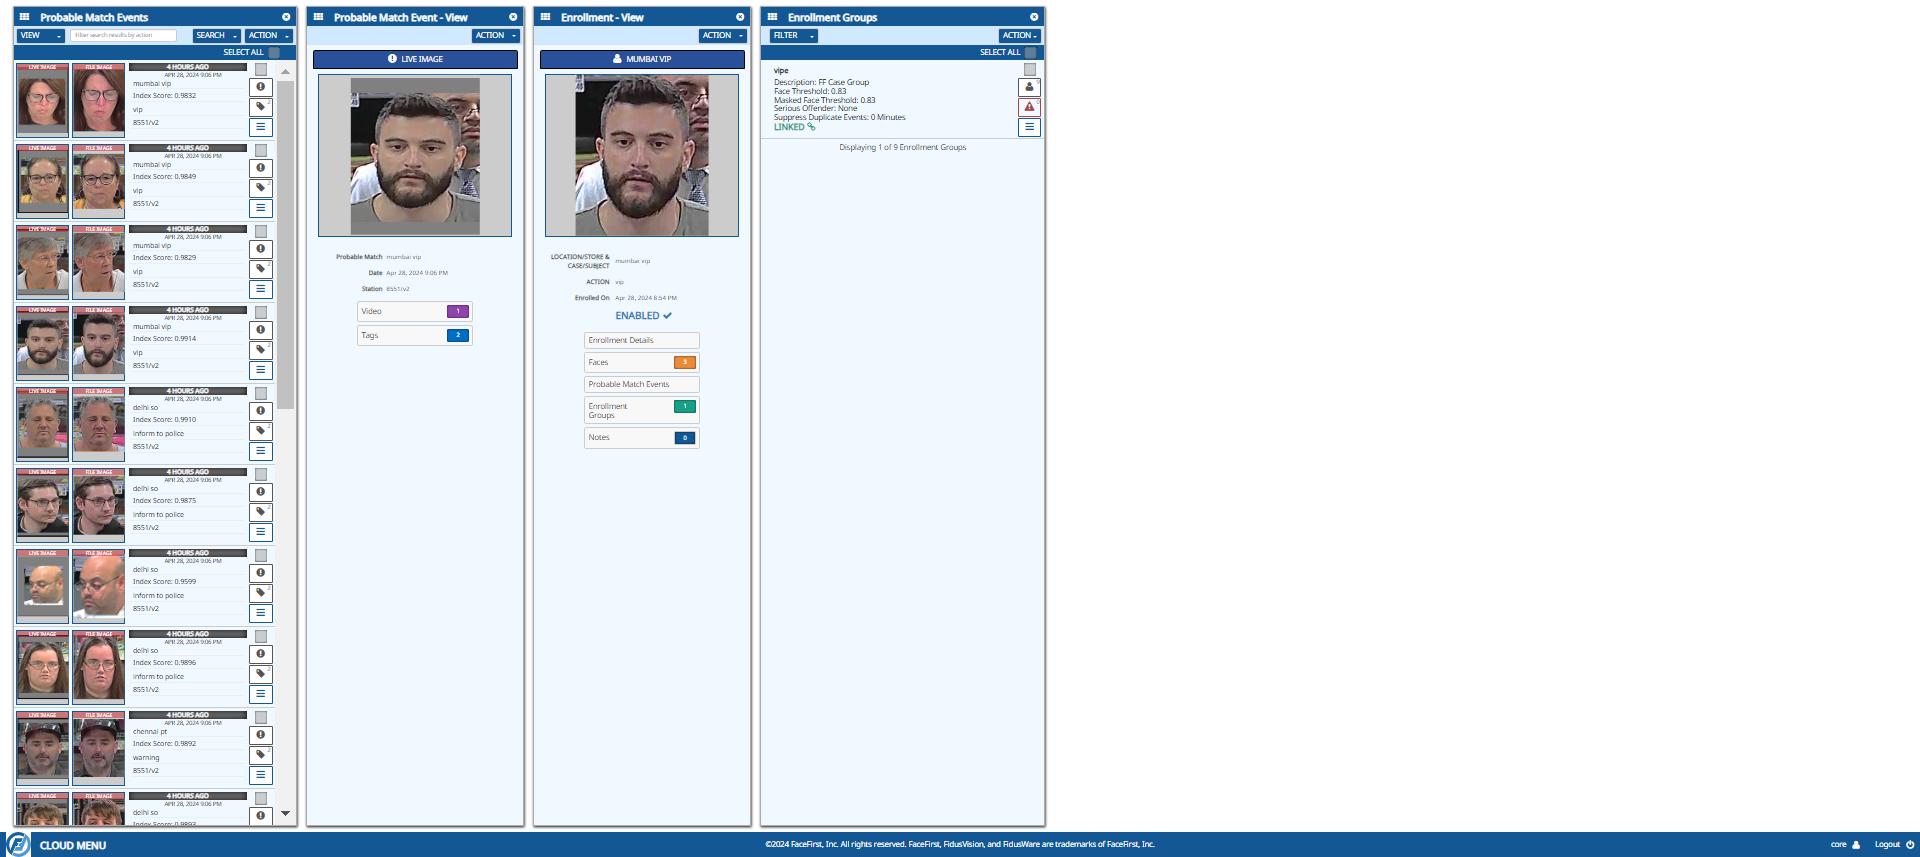 Probable Match Events
VIEW
Filter search results by action
SEARCH
ACTION
SELECT ALL
LIVE IMAGE
FILE IMAGE
4 HOURS AGO
APR 28, 2024 9:06 PM
mumbai vip
Index Score: 0.9832
vip
8551/v2
LIVE IMAGE
FILE IMAGE
4 HOURS AGO
APR 28, 2024 9:06 PM
mumbai vip
Index Score: 0.9849
vip
8551/v2
LIVE IMAGE
FILE IMAGE
4 HOURS AGO
APR 28, 2024 9:06 PM
mumbai vip
Index Score: 0.9829
vip
8551/v2
LIVE IMAGE
FILE IMAGE
4 HOURS AGO
APR 28, 2024 9:06 PM
mumbai vip
Index Score: 0.9914
vip
8551/v2
LIVE IMAGE
FILE IMAGE
4 HOURS AGO
APR 28, 2024 9:06 PM
delhi so
Index Score: 0.9910
inform to police
8551/v2
LIVE IMAGE
FILE IMAGE
4 HOURS AGO
APR 28, 2024 9:06 PM
delhi so
Index Score: 0.9875
inform to police
8551/v2
LIVE IMAGE
FILE IMAGE
4 HOURS AGO
APR 28, 2024 9:06 PM
delhi so
Index Score: 0.9599
inform to police
8551/v2
LIVE IMAGE
FILE IMAGE
4 HOURS AGO
APR 28, 2024 9:06 PM
delhi so
Index Score: 0.9896
inform to police
8551/v2
LIVE IMAGE
FILE IMAGE
4 HOURS AGO
APR 28, 2024 9:06 PM
chennai pt
Index Score: 0.9892
warning
8551/v2
LIVE IMAGE
FILE IMAGE
4 HOURS AGO
APR 28, 2024 9:06 PM
delhi so
Index Score:
Probable Match Event - View
ACTION
LIVE IMAGE
Probable Match mumbai vip
Date Apr 28, 2024 9:06 PM
Station 8551/v2
Video 1
Tags 2
Enrollment - View
ACTION
MUMBAI VIP
LOCATION/STORE &
CASE/SUBJECT mumbai vip
ACTION vip
Enrolled On Apr 28, 2024 8:54 PM
ENABLED
Enrollment Details
Faces 3
Probable Match Events
Enrollment
Groups 1
Notes 0
Enrollment Groups
FILTER
ACTION
SELECT ALL
vipe
Description: FF Case Group
Face Threshold: 0.83
Masked Face Threshold: 0.83
Serious Offender: None
Suppress Duplicate Events: 0 Minutes
LINKED
Displaying 1 of 9 Enrollment Groups
CLOUD MENU
©2024 FaceFirst, Inc. All rights reserved. FaceFirst, FidusVision, and FidusWare are trademarks of FaceFirst, Inc.
core
Logout